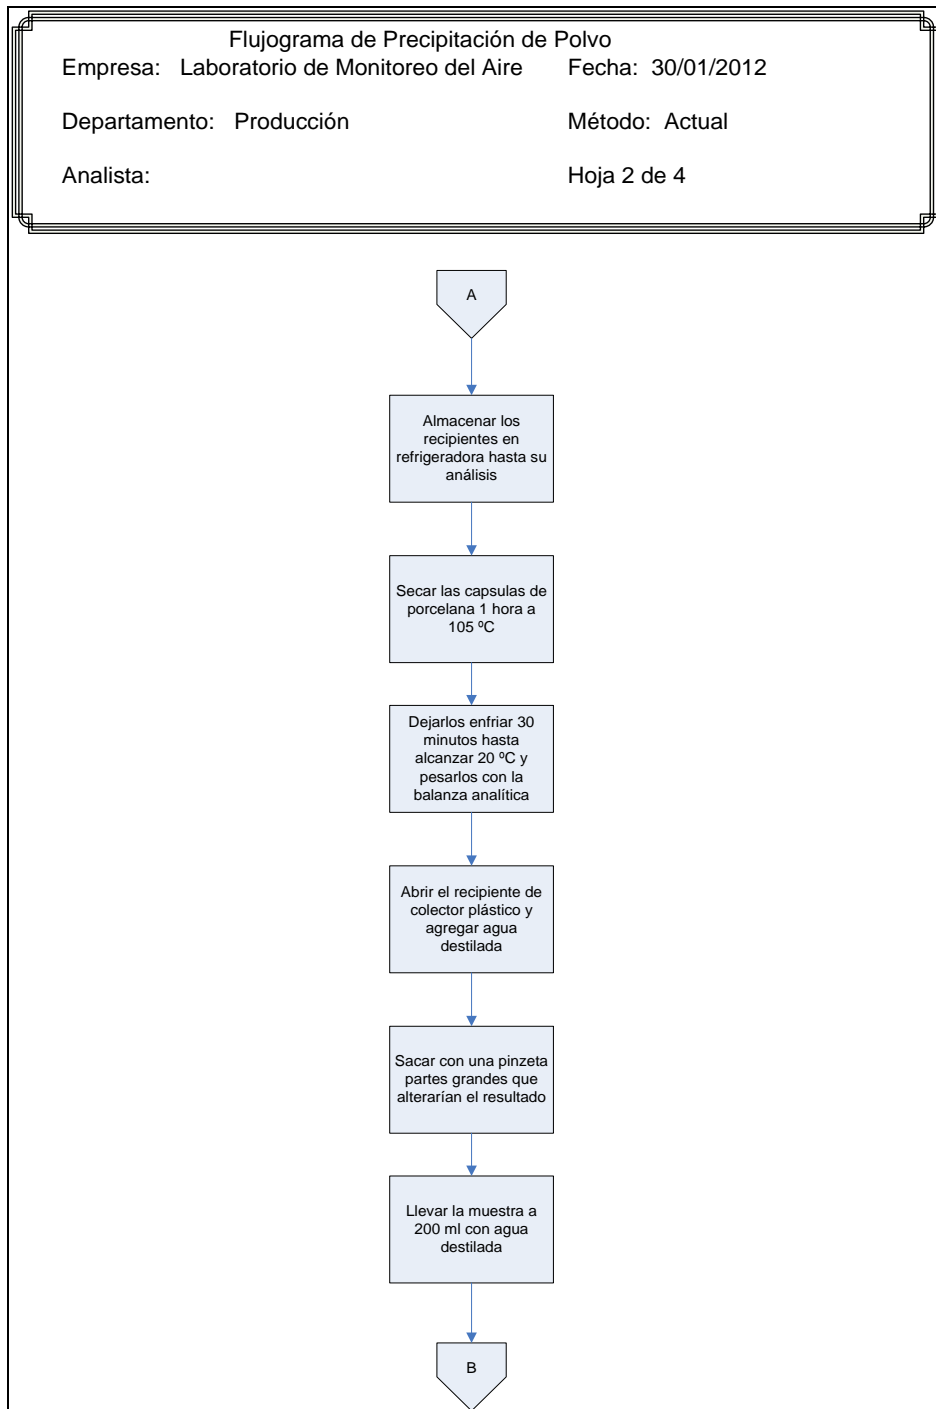 Flujograma de Precipitación de Polvo
Empresa: Laboratorio de Monitoreo del Aire Fecha: 30/01/2012
Departamento: Producción Método: Actual
Analista: Hoja 2 de 4
A
Almacenar los
recipientes en
refrigeradora hasta su
análisis
Secar las capsulas de
porcelana 1 hora a
105 ºC
Dejarlos enfriar 30
minutos hasta
alcanzar 20 ºC y
pesarlos con la
balanza analítica
Abrir el recipiente de
colector plástico y
agregar agua
destilada
Sacar con una pinzeta
partes grandes que
alterarían el resultado
Llevar la muestra a
200 ml con agua
destilada
B